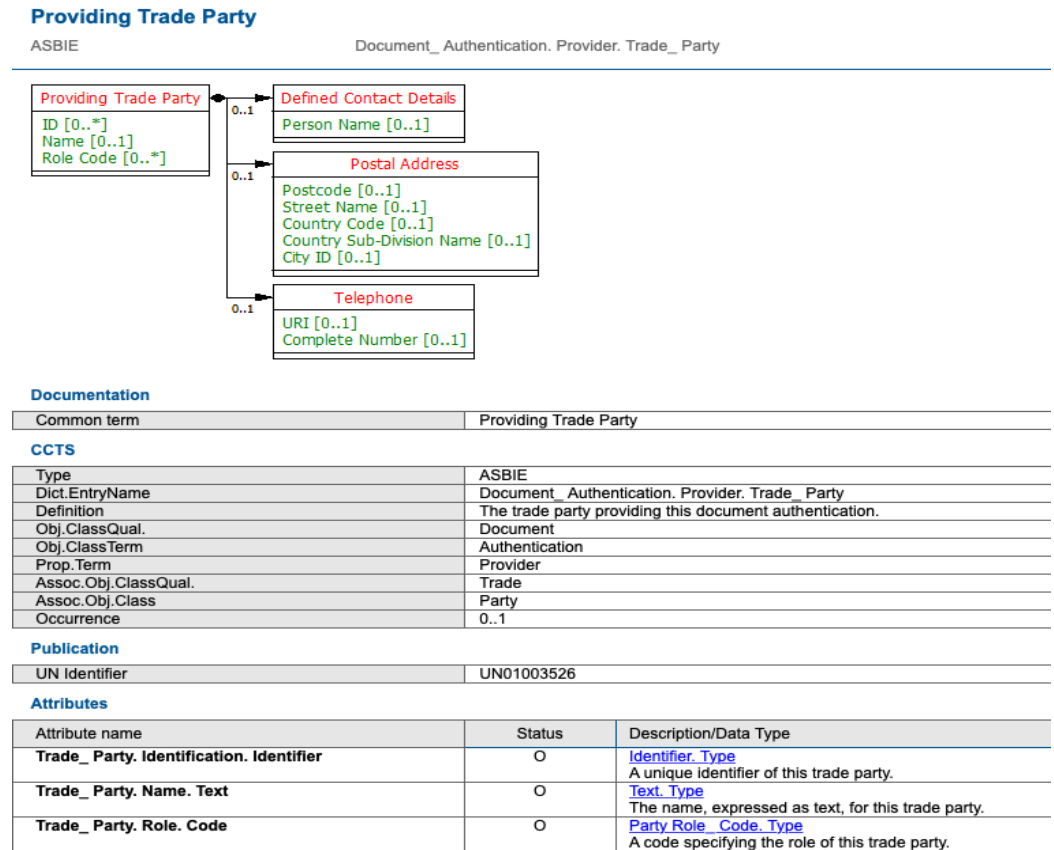 Providing Trade Party
ASBIE Document_ Authentication. Provider. Trade_ Party
Providing Trade Party
ID [0..*]
Name [0..1]
Role Code [0..*]
0..1
Defined Contact Details
Person Name [0..1]
0..1
Postal Address
Postcode [0..1]
Street Name [0..1]
Country Code [0..1]
Country Sub-Division Name [0..1]
City ID [0..1]
0..1
Telephone
URI [0..1]
Complete Number [0..1]
Documentation
Common term Providing Trade Party
CCTS
Type ASBIE
Dict.EntryName Document_ Authentication. Provider. Trade_ Party
Definition The trade party providing this document authentication.
Obj.ClassQual. Document
Obj.ClassTerm Authentication
Prop.Term Provider
Assoc.Obj.ClassQual. Trade
Assoc.Obj.Class Party
Occurrence 0..1
Publication
UN Identifier UN01003526
Attributes
Attribute name Status Description/Data Type
Trade_ Party. Identification. Identifier O Identifier. Type
A unique identifier of this trade party.
Trade_ Party. Name. Text O Text. Type
The name, expressed as text, for this trade party.
Trade_ Party. Role. Code O Party Role_ Code. Type
A code specifying the role of this trade party.